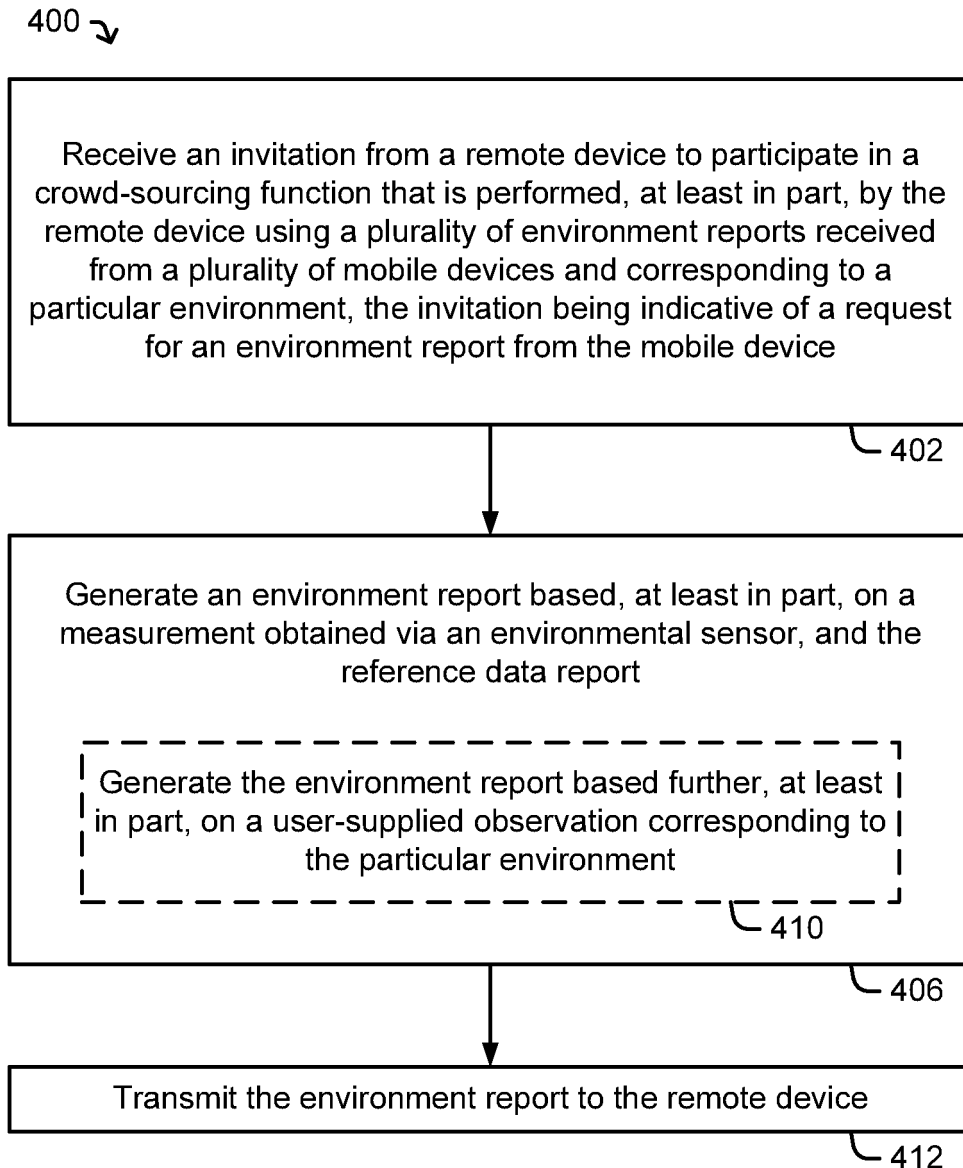 400
Receive an invitation from a remote device to participate in a
crowd-sourcing function that is performed, at least in part, by the
remote device using a plurality of environment reports received
from a plurality of mobile devices and corresponding to a
particular environment, the invitation being indicative of a request
for an environment report from the mobile device
402
Generate an environment report based, at least in part, on a
measurement obtained via an environmental sensor, and the
reference data report
Generate the environment report based further, at least
in part, on a user-supplied observation corresponding to
the particular environment
410
406
Transmit the environment report to the remote device
412